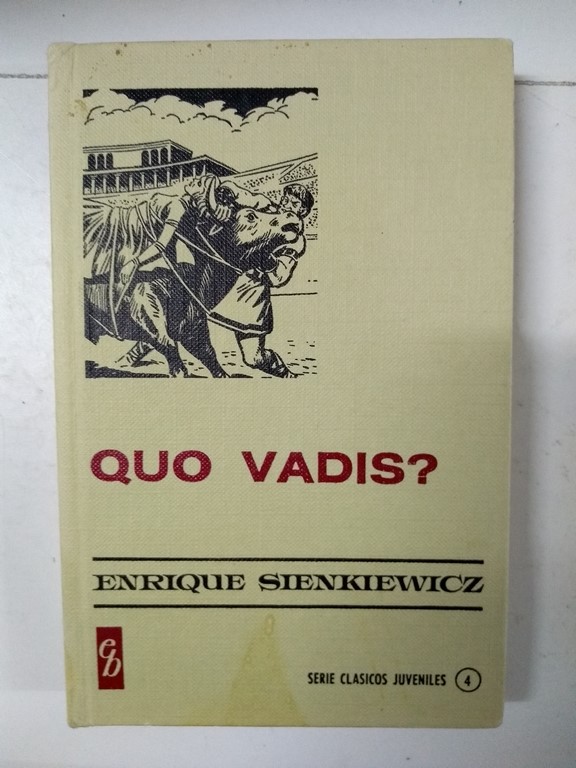 QUO VADIS?
ENRIQUE SIENKIEWICZ
eb
SERIE CLASICOS JUVENILES 4